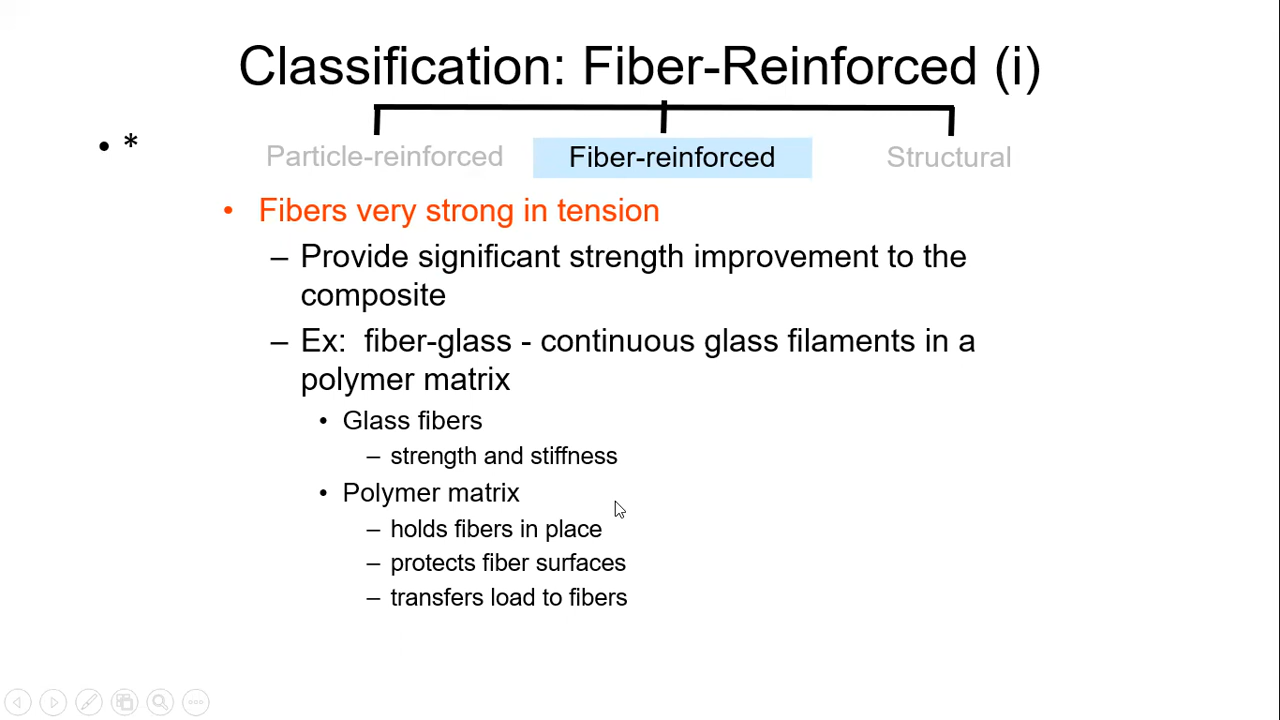 Classification: Fiber-Reinforced (i)
• *
Particle-reinforced
Fiber-reinforced
Structural
• Fibers very strong in tension
– Provide significant strength improvement to the
composite
– Ex: fiber-glass - continuous glass filaments in a
polymer matrix
• Glass fibers
– strength and stiffness
• Polymer matrix
– holds fibers in place
– protects fiber surfaces
– transfers load to fibers